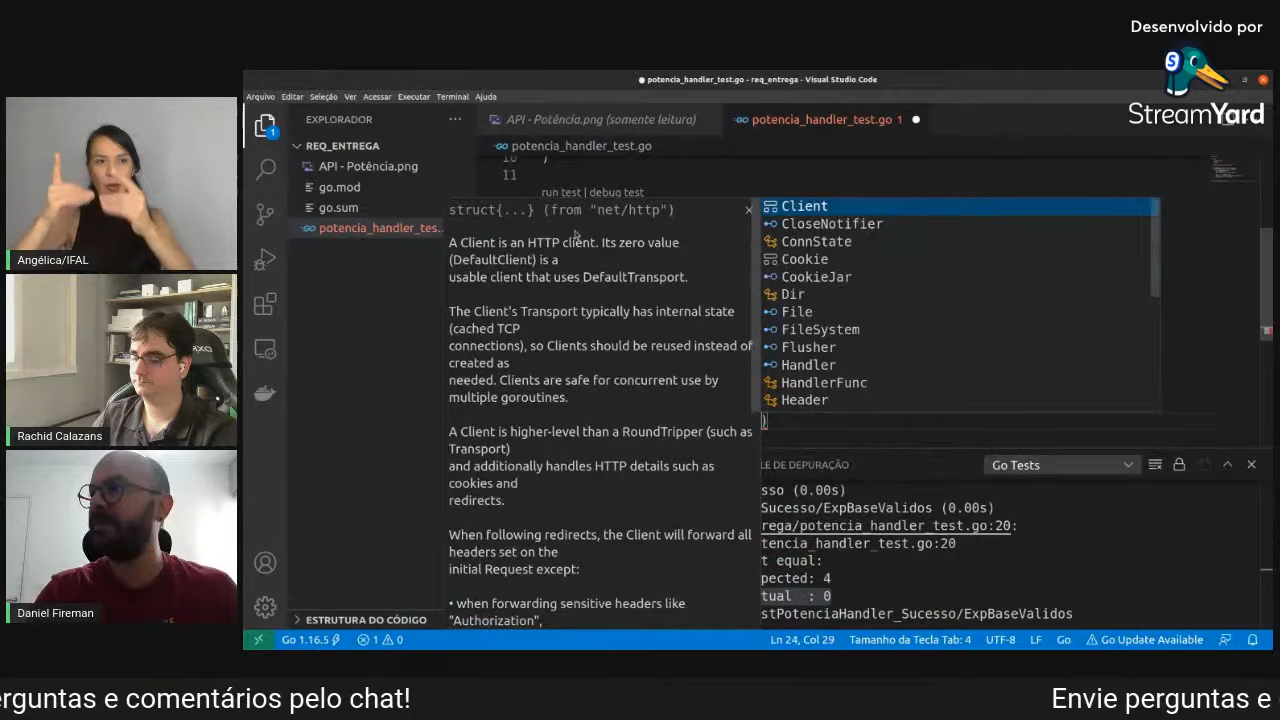 Desenvolvido por
StreamYard
potencia_handler_test.go - req_entrega - Visual Studio Code
Arquivo Editar Seleção Ver Acessar Executar Terminal Ajuda
EXPLORADOR
API - Potência.png (somente leitura)
potencia_handler_test.go 1
REQ_ENTREGA
API - Potência.png
go.mod
go.sum
potencia_handler_tes...
1
potencia_handler_test.go
10 )
11
run test | debug test
struct{...} (from "net/http")
A Client is an HTTP client. Its zero value
(DefaultClient) is a
usable client that uses DefaultTransport.
The Client's Transport typically has internal state
(cached TCP
connections), so Clients should be reused instead of
created as
needed. Clients are safe for concurrent use by
multiple goroutines.
A Client is higher-level than a RoundTripper (such as
Transport)
and additionally handles HTTP details such as
cookies and
redirects.
When following redirects, the Client will forward all
headers set on the
initial Request except:
• when forwarding sensitive headers like
"Authorization",
Client
CloseNotifier
ConnState
Cookie
CookieJar
Dir
File
FileSystem
Flusher
Handler
HandlerFunc
Header
)
LE DE DEPURAÇÃO
Go Tests
sso (0.00s)
Sucesso/ExpBaseValidos (0.00s)
rega/potencia_handler_test.go:20:
tencia_handler_test.go:20
t equal:
pected: 4
tual : 0
stPotenciaHandler_Sucesso/ExpBaseValidos
ESTRUTURA DO CÓDIGO
Go 1.16.5
1 0
Ln 24, Col 29
Tamanho da Tecla Tab: 4
UTF-8
LF
Go
Go Update Available
Angélica/IFAL
Rachid Calazans
Daniel Fireman
erguntas e comentários pelo chat!
Envie perguntas e